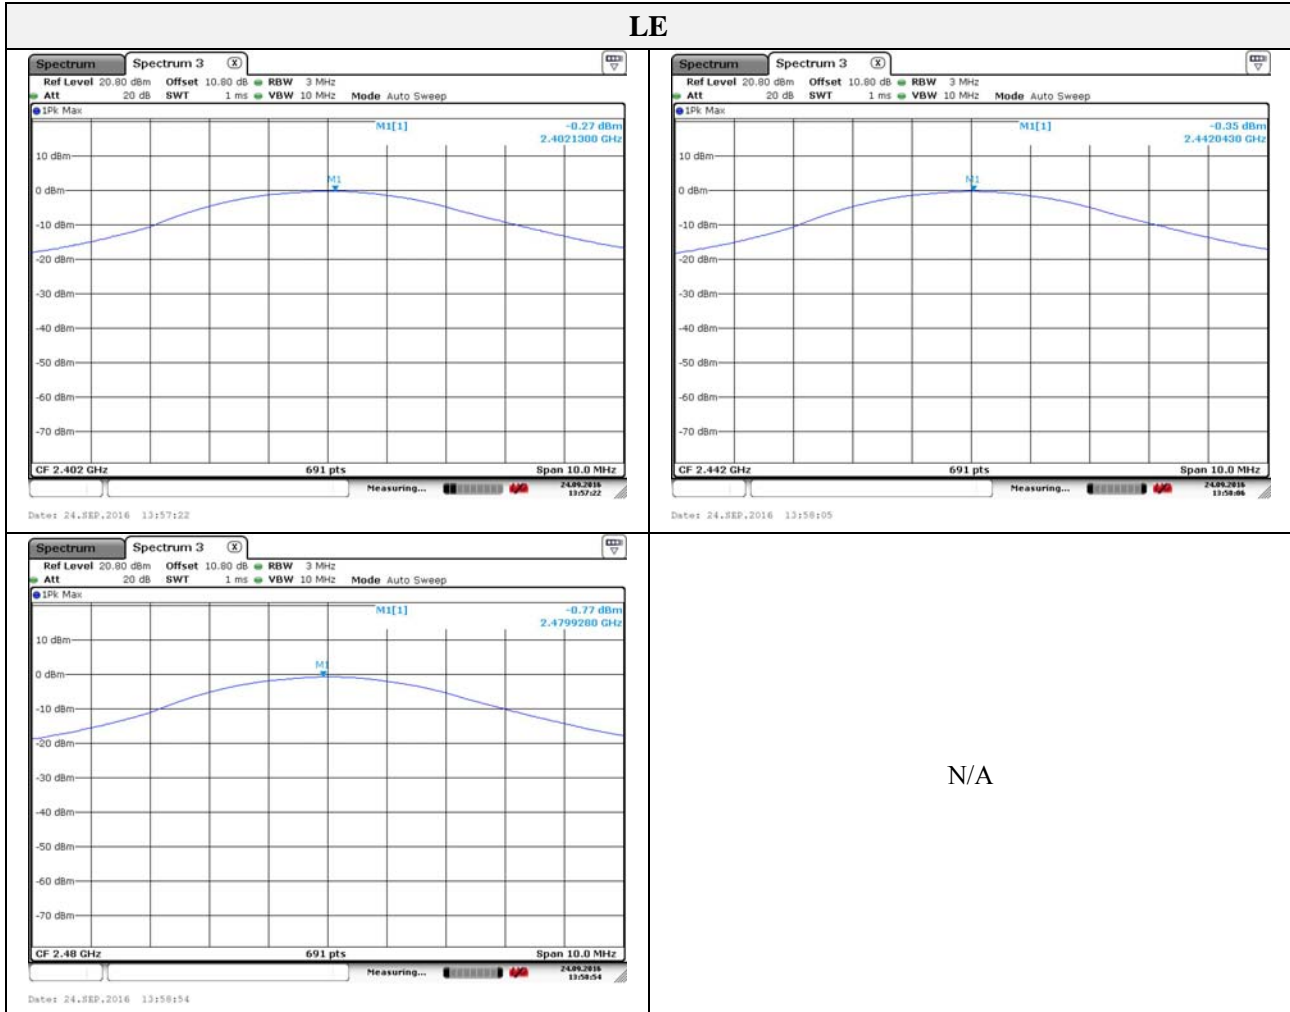 LE
Spectrum Spectrum 3 X
Ref Level 20.80 dBm Offset 10.80 dB RBW 3 MHz
Att 20 dB SWT 1 ms VBW 10 MHz Mode Auto Sweep
1Pk Max
M1[1] -0.27 dBm
2.4021300 GHz
10 dBm
M1
0 dBm
-10 dBm
-20 dBm
-30 dBm
-40 dBm
-50 dBm
-60 dBm
-70 dBm
CF 2.402 GHz 691 pts Span 10.0 MHz
Measuring... 24.09.2016
13:57:22
Date: 24.SEP.2016 13:57:22
Spectrum Spectrum 3 X
Ref Level 20.80 dBm Offset 10.80 dB RBW 3 MHz
Att 20 dB SWT 1 ms VBW 10 MHz Mode Auto Sweep
1Pk Max
M1[1] -0.35 dBm
2.4420430 GHz
10 dBm
M1
0 dBm
-10 dBm
-20 dBm
-30 dBm
-40 dBm
-50 dBm
-60 dBm
-70 dBm
CF 2.442 GHz 691 pts Span 10.0 MHz
Measuring... 24.09.2016
13:58:06
Date: 24.SEP.2016 13:58:05
Spectrum Spectrum 3 X
Ref Level 20.80 dBm Offset 10.80 dB RBW 3 MHz
Att 20 dB SWT 1 ms VBW 10 MHz Mode Auto Sweep
1Pk Max
M1[1] -0.77 dBm
2.4799280 GHz
10 dBm
M1
0 dBm
-10 dBm
-20 dBm
-30 dBm
-40 dBm
-50 dBm
-60 dBm
-70 dBm
CF 2.48 GHz 691 pts Span 10.0 MHz
Measuring... 24.09.2016
13:58:54
Date: 24.SEP.2016 13:58:54
N/A